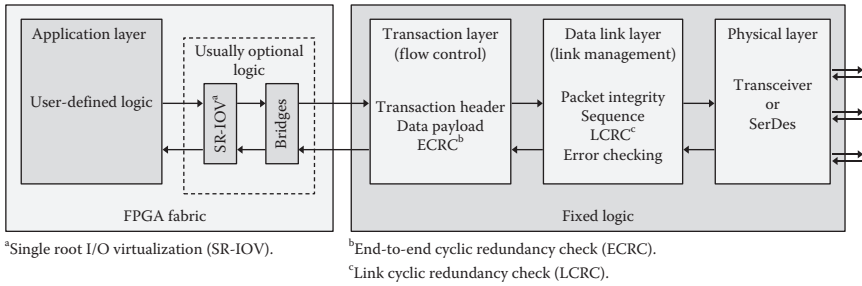 Application layer
User-defined logic
Usually optional
logic
SR-IOVᵃ
Bridges
FPGA fabric
Transaction layer
(flow control)
Transaction header
Data payload
ECRCᵇ
Data link layer
(link management)
Packet integrity
Sequence
LCRCᶜ
Error checking
Physical layer
Transceiver
or
SerDes
Fixed logic
ᵃSingle root I/O virtualization (SR-IOV).
ᵇEnd-to-end cyclic redundancy check (ECRC).
ᶜLink cyclic redundancy check (LCRC).